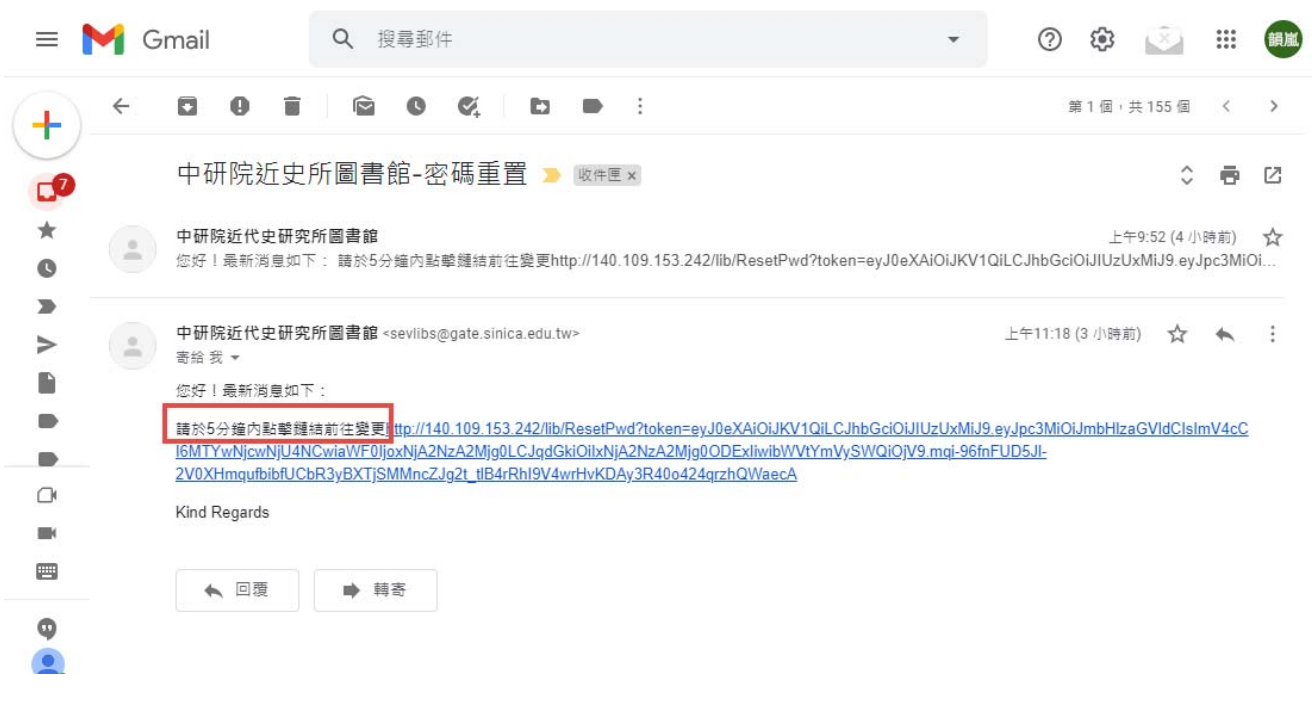 Gmail
搜尋郵件
韻嵐
第 1 個，共 155 個
7
中研院近史所圖書館-密碼重置
收件匣 x
中研院近代史研究所圖書館
上午9:52 (4 小時前)
您好！最新消息如下： 請於5分鐘內點擊鏈結前往變更http://140.109.153.242/lib/ResetPwd?token=eyJ0eXAiOiJKV1QiLCJhbGciOiJIUzUxMiJ9.eyJpc3MiOi...
中研院近代史研究所圖書館 <sevlibs@gate.sinica.edu.tw>
上午11:18 (3 小時前)
寄給 我
您好！最新消息如下：
請於5分鐘內點擊鏈結前往變更http://140.109.153.242/lib/ResetPwd?token=eyJ0eXAiOiJKV1QiLCJhbGciOiJIUzUxMiJ9.eyJpc3MiOiJmbHlzaGVldCIsImV4cC
I6MTYwNjcwNjU4NCwiaWF0IjoxNjA2NzA2Mjg0LCJqdGkiOiIxNjA2NzA2Mjg0ODExIiwibWVtYmVySWQiOjV9.mqi-96fnFUD5JI-
2V0XHmqufbibfUCbR3yBXTjSMMncZJg2t_tlB4rRhI9V4wrHvKDAy3R40o424qrzhQWaecA
Kind Regards
回覆
轉寄